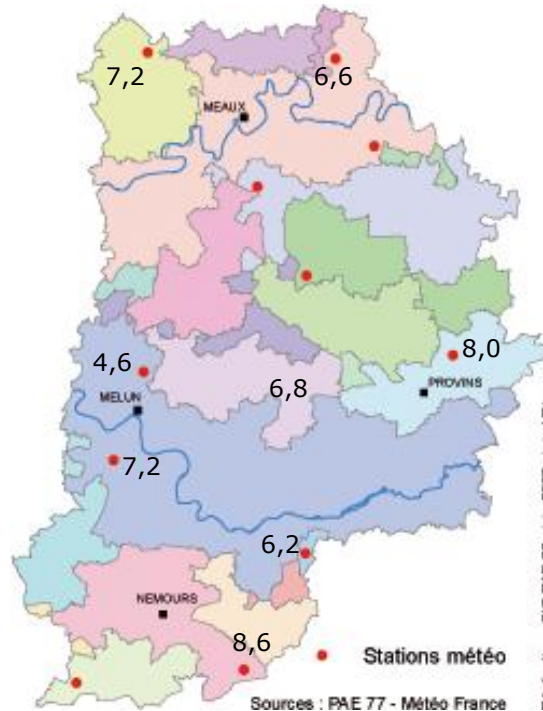 7,2
6,6
MEAUX
8,0
4,6
6,8
PROVINS
MELUN
7,2
6,2
NEMOURS
8,6
Stations météo
Sources : PAE 77 - Météo France